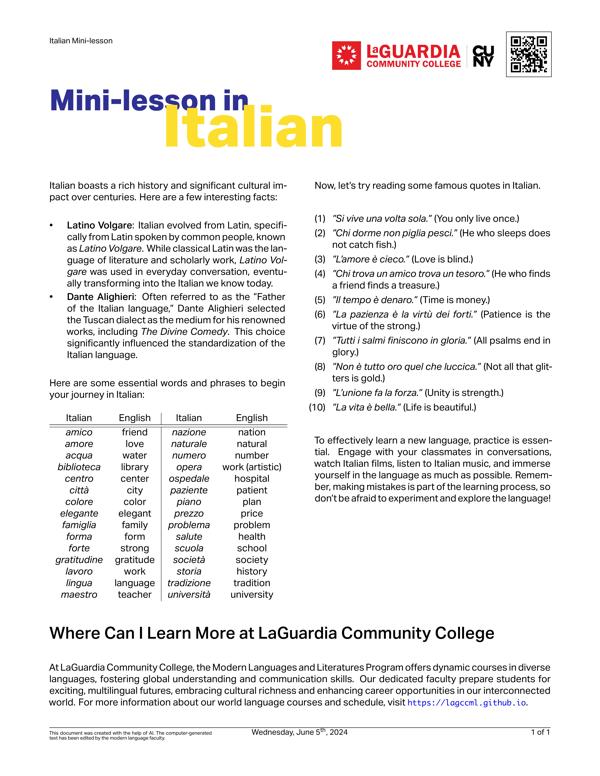 Italian Mini-lesson
LAGUARDIA
COMMUNITY COLLEGE
CU
NY
Mini-lesson in
Italian
Italian boasts a rich history and significant cultural im-
pact over centuries. Here are a few interesting facts:
• Latino Volgare: Italian evolved from Latin, specifi-
cally from Latin spoken by common people, known
as Latino Volgare. While classical Latin was the lan-
guage of literature and scholarly work, Latino Vol-
gare was used in everyday conversation, eventu-
ally transforming into the Italian we know today.
• Dante Alighieri: Often referred to as the “Father
of the Italian language,” Dante Alighieri selected
the Tuscan dialect as the medium for his renowned
works, including The Divine Comedy. This choice
significantly influenced the standardization of the
Italian language.
Here are some essential words and phrases to begin
your journey in Italian:
Italian English Italian English
amico friend nazione nation
amore love naturale natural
acqua water numero number
biblioteca library opera work (artistic)
centro center ospedale hospital
città city paziente patient
colore color piano plan
elegante elegant prezzo price
famiglia family problema problem
forma form salute health
forte strong scuola school
gratitudine gratitude società society
lavoro work storia history
lingua language tradizione tradition
maestro teacher università university
Now, let’s try reading some famous quotes in Italian.
(1) “Si vive una volta sola.” (You only live once.)
(2) “Chi dorme non piglia pesci.” (He who sleeps does
not catch fish.)
(3) “L’amore è cieco.” (Love is blind.)
(4) “Chi trova un amico trova un tesoro.” (He who finds
a friend finds a treasure.)
(5) “Il tempo è denaro.” (Time is money.)
(6) “La pazienza è la virtù dei forti.” (Patience is the
virtue of the strong.)
(7) “Tutti i salmi finiscono in gloria.” (All psalms end in
glory.)
(8) “Non è tutto oro quel che luccica.” (Not all that glit-
ters is gold.)
(9) “L’unione fa la forza.” (Unity is strength.)
(10) “La vita è bella.” (Life is beautiful.)
To effectively learn a new language, practice is essen-
tial. Engage with your classmates in conversations,
watch Italian films, listen to Italian music, and immerse
yourself in the language as much as possible. Remem-
ber, making mistakes is part of the learning process, so
don’t be afraid to experiment and explore the language!
Where Can I Learn More at LaGuardia Community College
At LaGuardia Community College, the Modern Languages and Literatures Program offers dynamic courses in diverse
languages, fostering global understanding and communication skills. Our dedicated faculty prepare students for
exciting, multilingual futures, embracing cultural richness and enhancing career opportunities in our interconnected
world. For more information about our world language courses and schedule, visit https://lagccml.github.io.
This document was created with the help of AI. The computer-generated
text has been edited by the modern language faculty.
Wednesday, June 5th, 2024
1 of 1